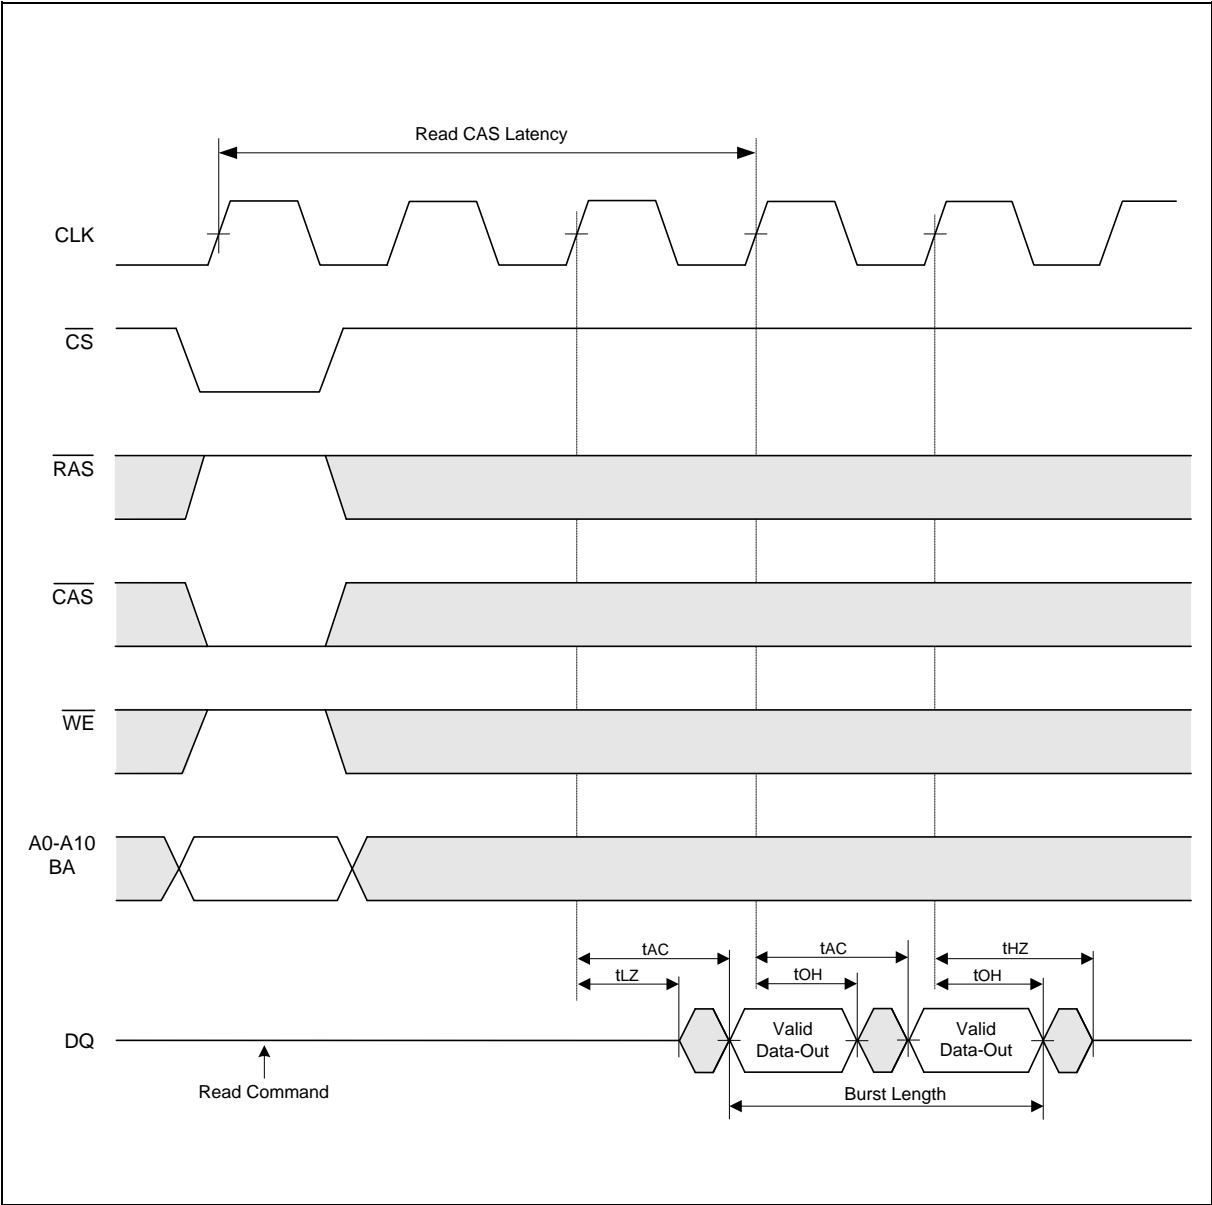 Read CAS Latency
CLK
CS
RAS
CAS
WE
A0-A10
BA
tAC
tAC
tHZ
tLZ
tOH
tOH
DQ
Valid
Data-Out
Valid
Data-Out
Read Command
Burst Length